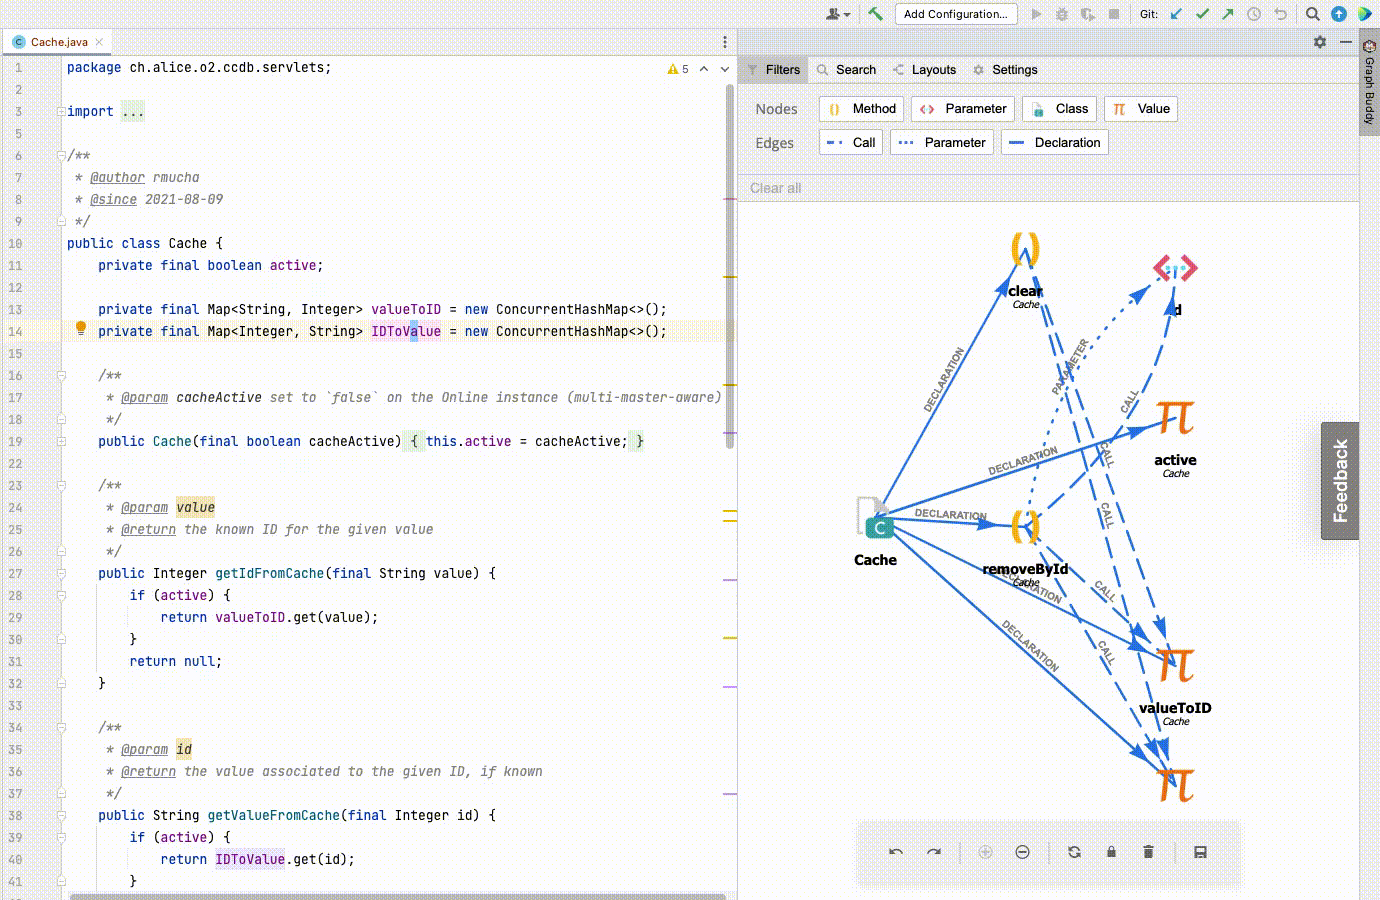 Add Configuration...
Git:
Cache.java
5
Graph Buddy
1 package ch.alice.o2.ccdb.servlets;
2
3 import ...
5
6 /**
7 * @author rmucha
8 * @since 2021-08-09
9 */
10 public class Cache {
11 private final boolean active;
12
13 private final Map<String, Integer> valueToID = new ConcurrentHashMap<>();
14 private final Map<Integer, String> IDToValue = new ConcurrentHashMap<>();
15
16 /**
17 * @param cacheActive set to `false` on the Online instance (multi-master-aware)
18 */
19 public Cache(final boolean cacheActive) { this.active = cacheActive; }
22
23 /**
24 * @param value
25 * @return the known ID for the given value
26 */
27 public Integer getIdFromCache(final String value) {
28 if (active) {
29 return valueToID.get(value);
30 }
31 return null;
32 }
33
34 /**
35 * @param id
36 * @return the value associated to the given ID, if known
37 */
38 public String getValueFromCache(final Integer id) {
39 if (active) {
40 return IDToValue.get(id);
41 }
Filters Search Layouts Settings
Nodes Method Parameter Class Value
Edges Call Parameter Declaration
Clear all
clear
Cache
DECLARATION
PARAMETER
CALL
active
Cache
DECLARATION
CALL
CALL
DECLARATION
Cache
removeById
Cache
DECLARATION
CALL
DECLARATION
CALL
valueToID
Cache
Feedback